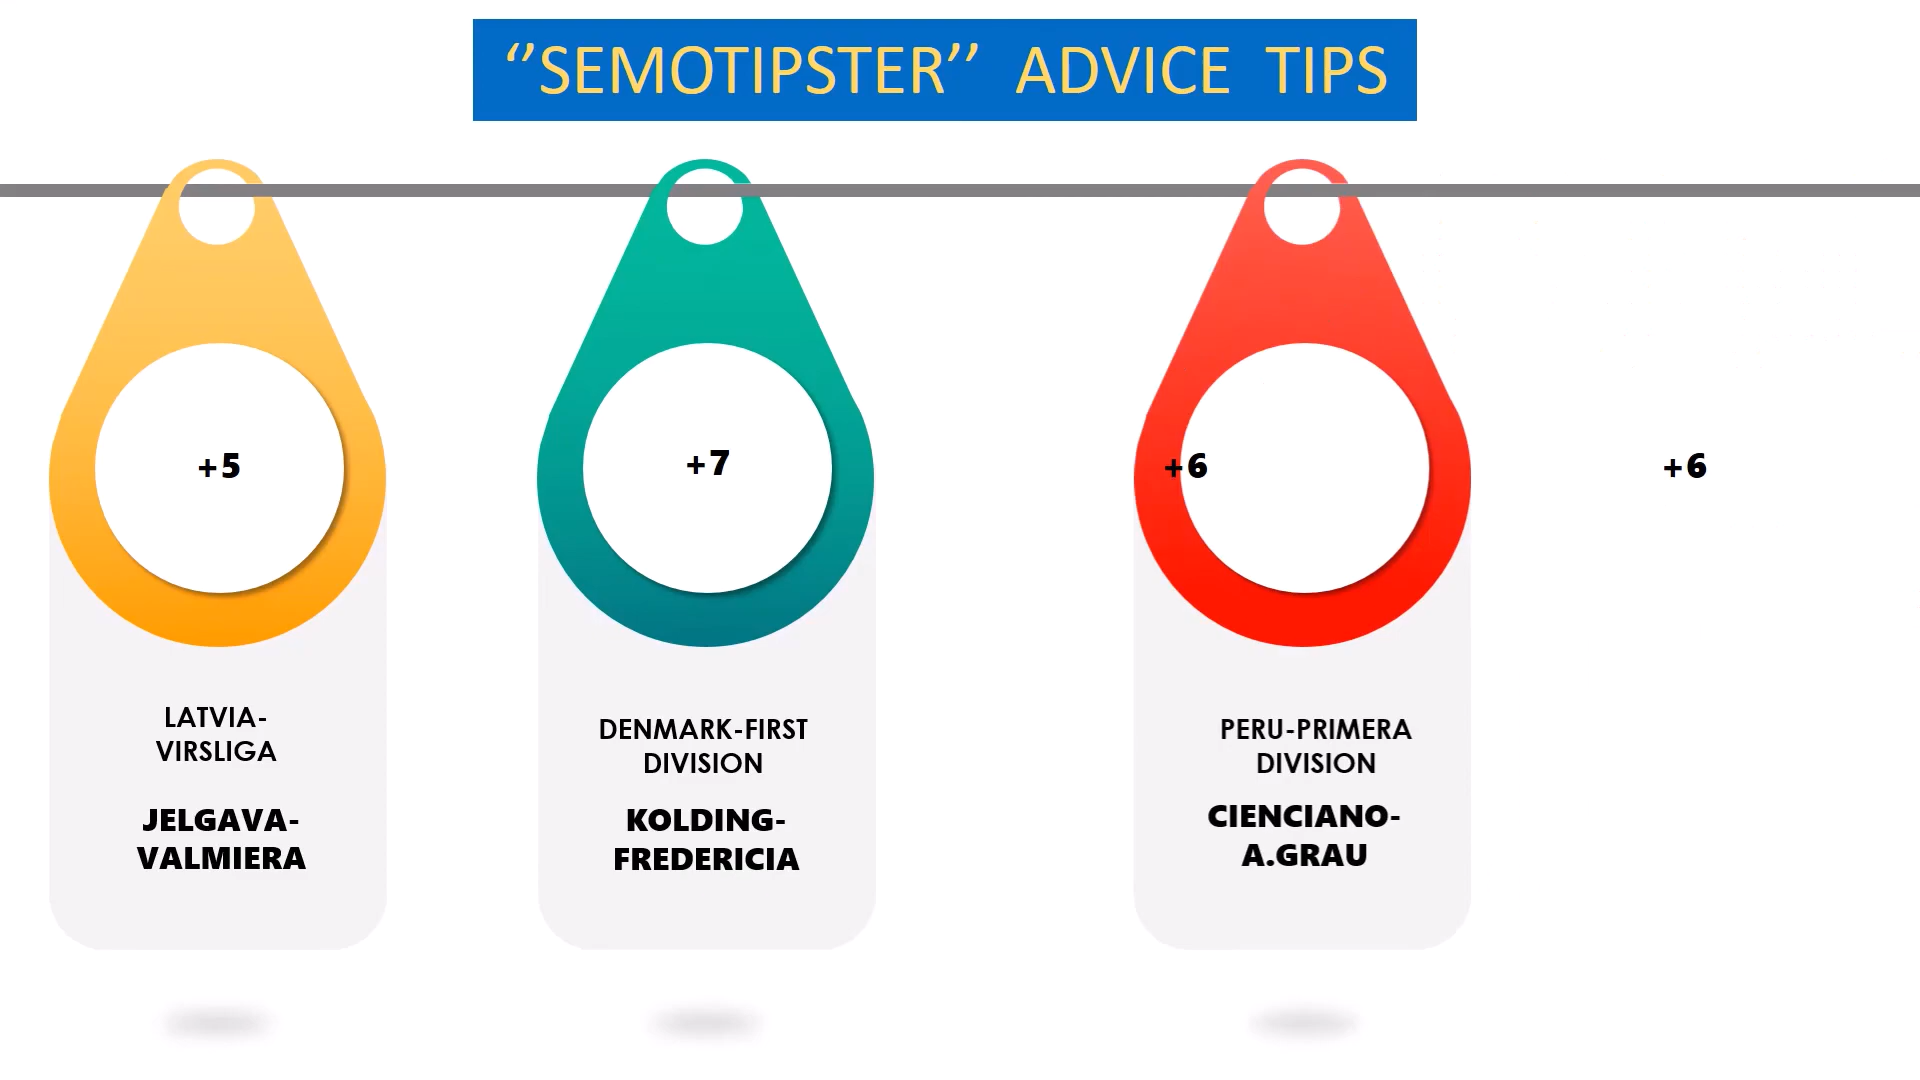 ‘’SEMOTIPSTER’’ ADVICE TIPS
+5
+7
+6
+6
LATVIA-
VIRSLIGA
JELGAVA-
VALMIERA
DENMARK-FIRST
DIVISION
KOLDING-
FREDERICIA
PERU-PRIMERA
DIVISION
CIENCIANO-
A.GRAU